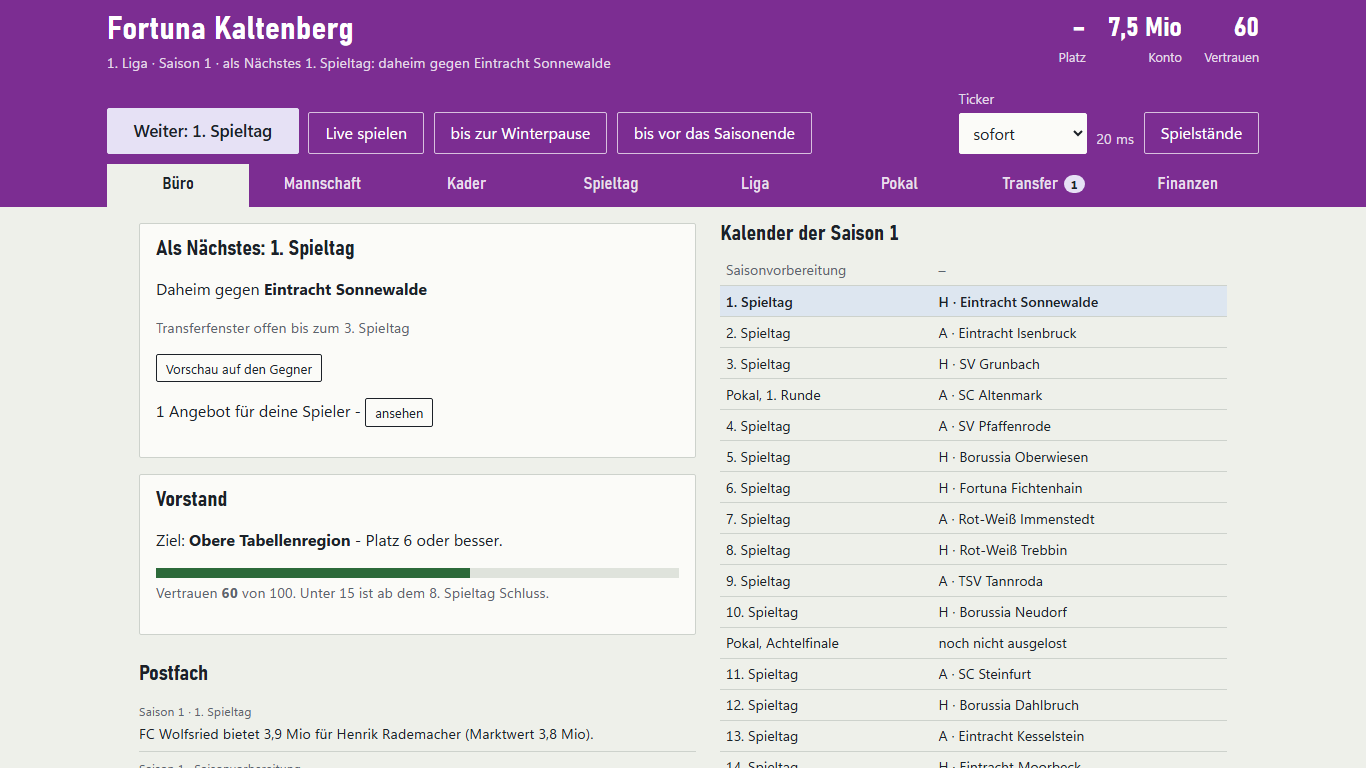 Fortuna Kaltenberg
1. Liga · Saison 1 · als Nächstes 1. Spieltag: daheim gegen Eintracht Sonnewalde
– 7,5 Mio 60
Platz Konto Vertrauen
Ticker
Weiter: 1. Spieltag Live spielen bis zur Winterpause bis vor das Saisonende sofort 20 ms Spielstände
Büro Mannschaft Kader Spieltag Liga Pokal Transfer 1 Finanzen
Als Nächstes: 1. Spieltag
Daheim gegen Eintracht Sonnewalde
Transferfenster offen bis zum 3. Spieltag
Vorschau auf den Gegner
1 Angebot für deine Spieler - ansehen
Vorstand
Ziel: Obere Tabellenregion - Platz 6 oder besser.
Vertrauen 60 von 100. Unter 15 ist ab dem 8. Spieltag Schluss.
Postfach
Saison 1 · 1. Spieltag
FC Wolfsried bietet 3,9 Mio für Henrik Rademacher (Marktwert 3,8 Mio).
Saison 1 · Saisonvorbereitung
Kalender der Saison 1
Saisonvorbereitung –
1. Spieltag H · Eintracht Sonnewalde
2. Spieltag A · Eintracht Isenbruck
3. Spieltag H · SV Grunbach
Pokal, 1. Runde A · SC Altenmark
4. Spieltag A · SV Pfaffenrode
5. Spieltag H · Borussia Oberwiesen
6. Spieltag H · Fortuna Fichtenhain
7. Spieltag A · Rot-Weiß Immenstedt
8. Spieltag H · Rot-Weiß Trebbin
9. Spieltag A · TSV Tannroda
10. Spieltag H · Borussia Neudorf
Pokal, Achtelfinale noch nicht ausgelost
11. Spieltag A · SC Steinfurt
12. Spieltag H · Borussia Dahlbruch
13. Spieltag A · Eintracht Kesselstein
14. Spieltag H · Eintracht Moorbeck